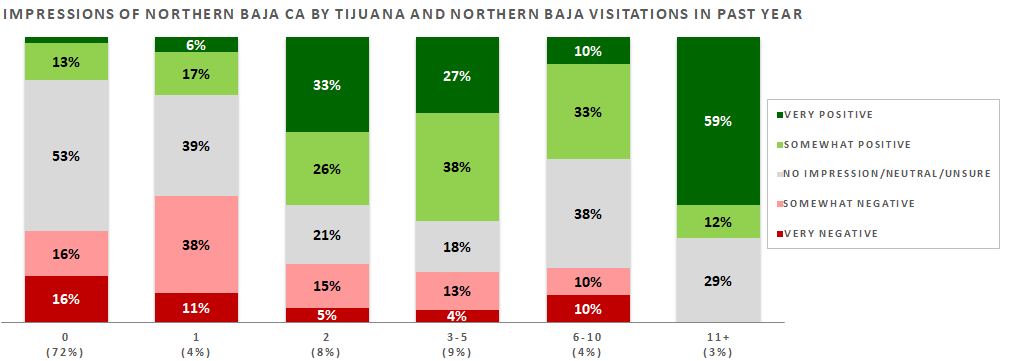 IMPRESSIONS OF NORTHERN BAJA CA BY TIJUANA AND NORTHERN BAJA VISITATIONS IN PAST YEAR
6% 33% 27% 10% 59%
13% 17% 26% 38% 33% 12%
53% 39% 21% 18% 38% 29%
16% 38% 15% 13% 10%
16% 11% 5% 4% 10%
0 1 2 3-5 6-10 11+
(72%) (4%) (8%) (9%) (4%) (3%)
VERY POSITIVE
SOMEWHAT POSITIVE
NO IMPRESSION/NEUTRAL/UNSURE
SOMEWHAT NEGATIVE
VERY NEGATIVE